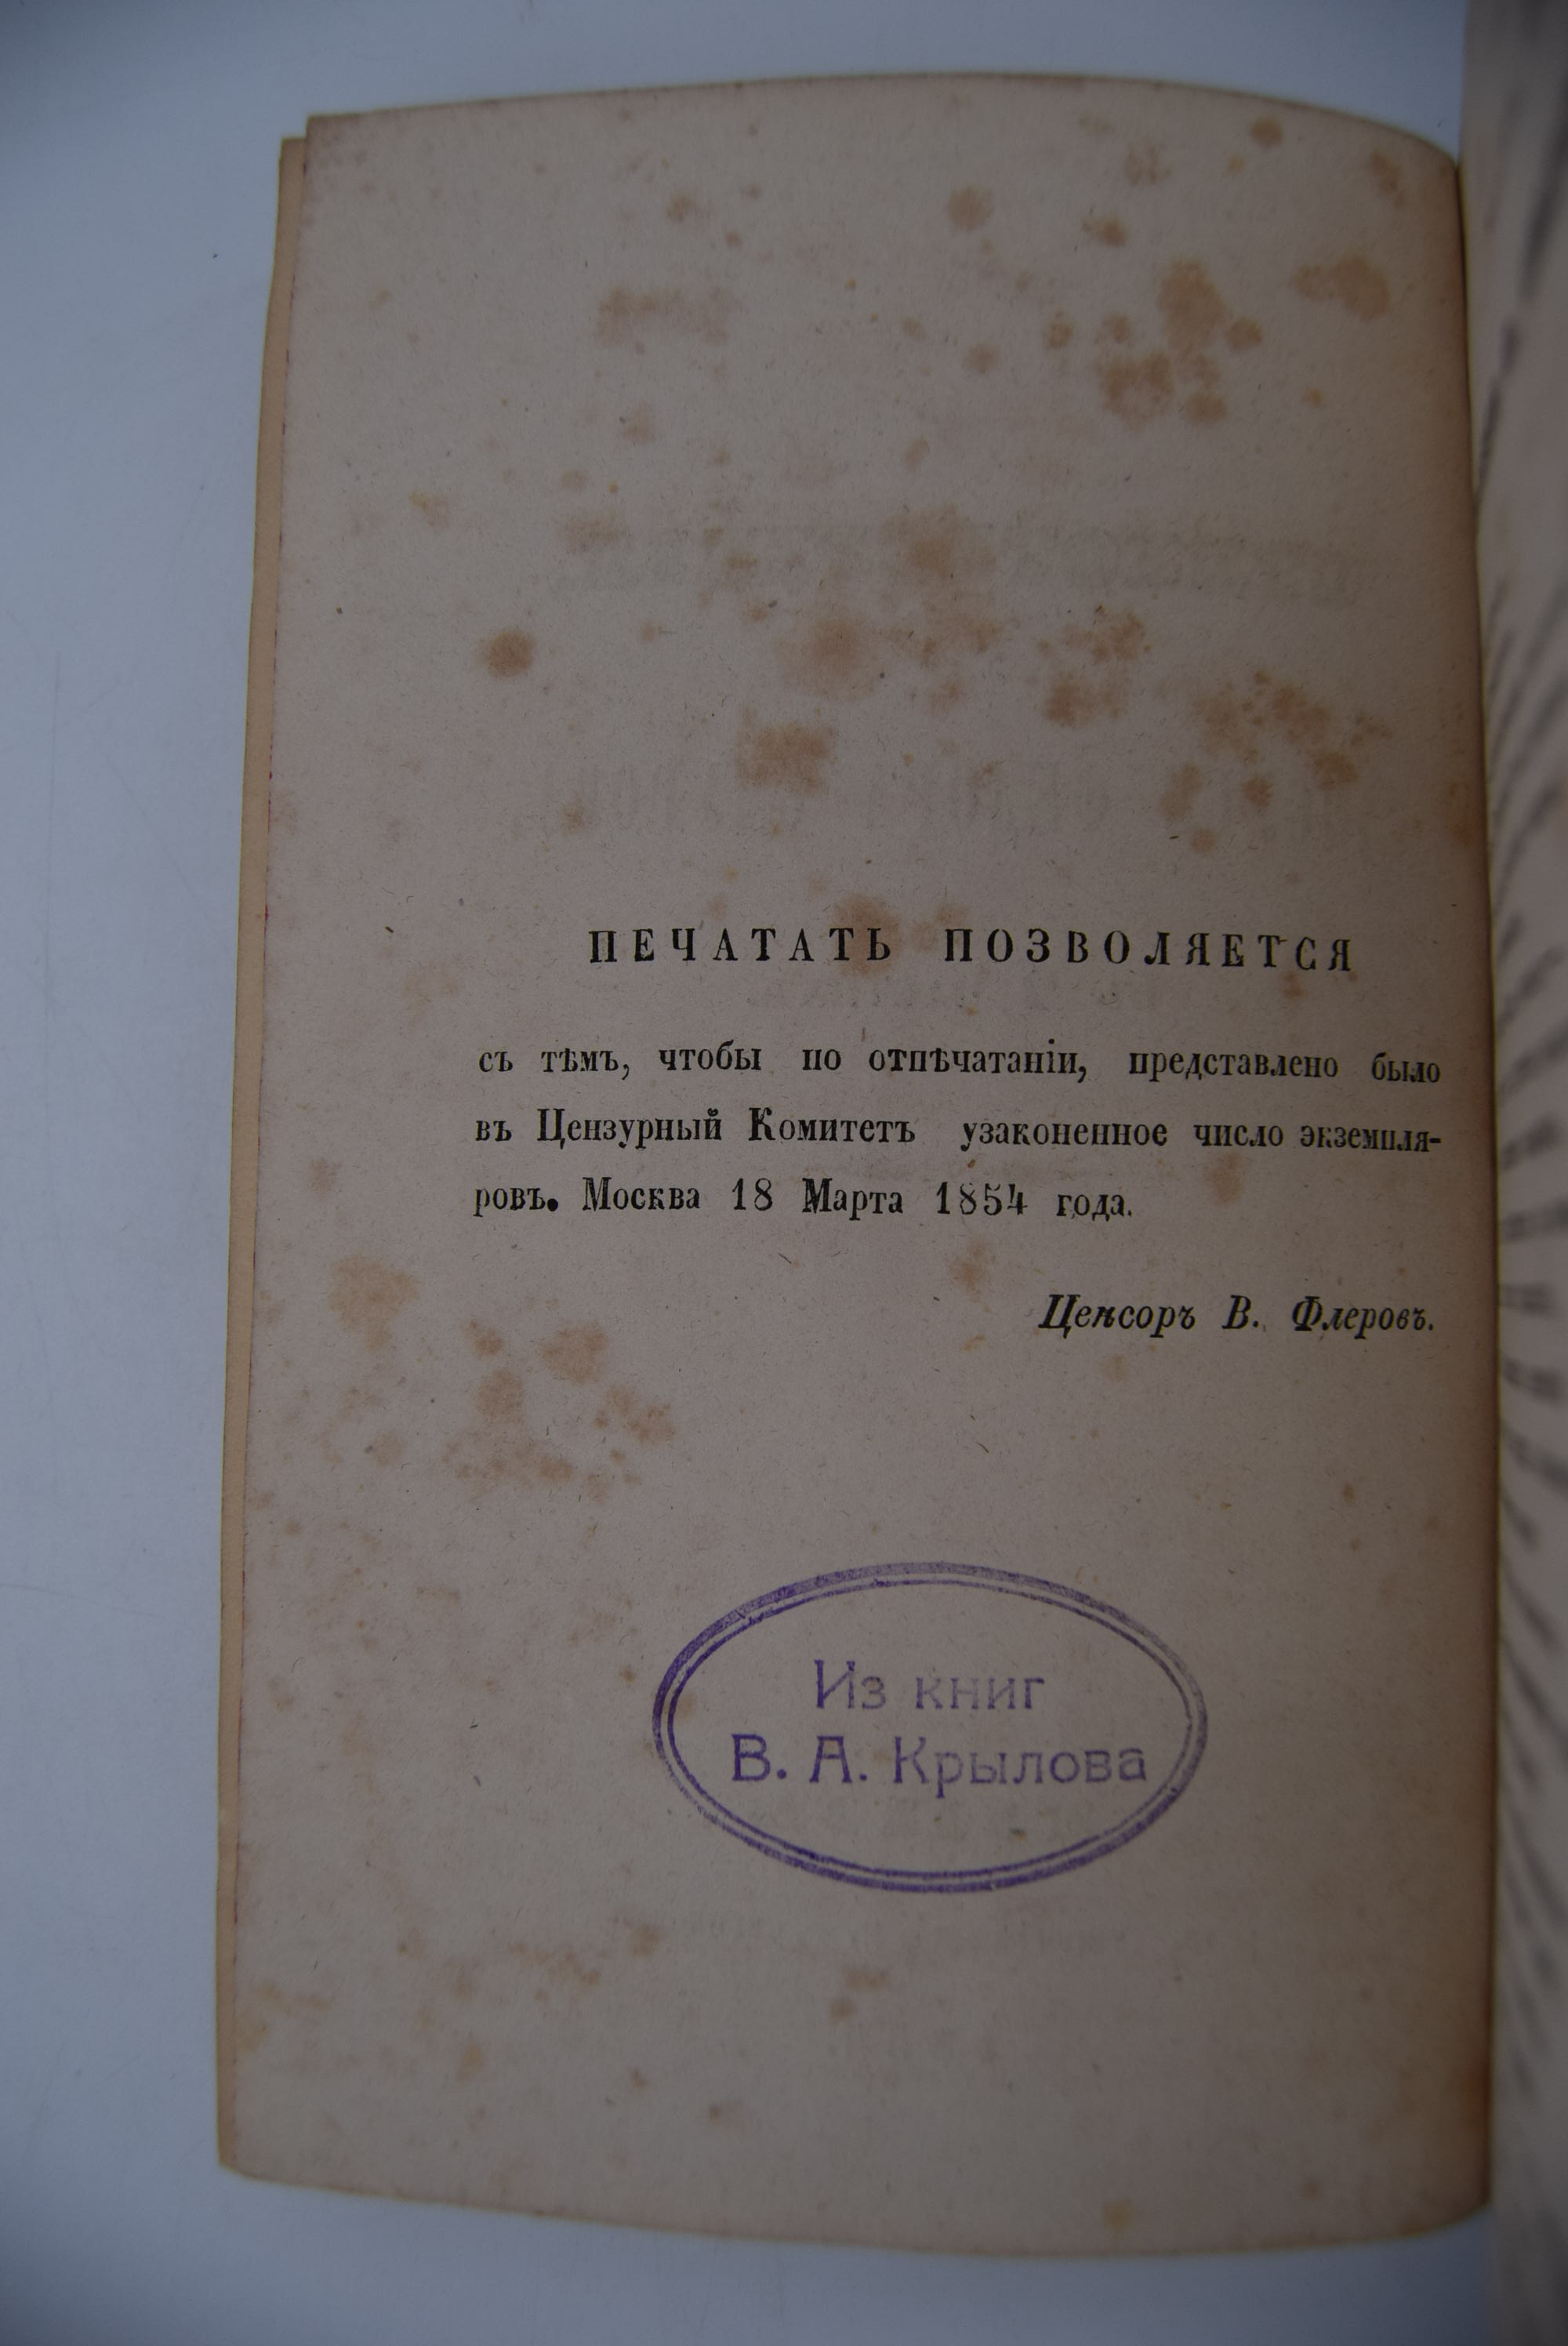 ПЕЧАТАТЬ ПОЗВОЛЯЕТСЯ
съ тѣмъ, чтобы по отпѣчатаніи, представлено было
въ Цензурный Комитетъ узаконенное число экземпля-
ровъ. Москва 18 Марта 1854 года.
Ценсоръ В. Флеровъ.
Из книг
В. А. Крылова